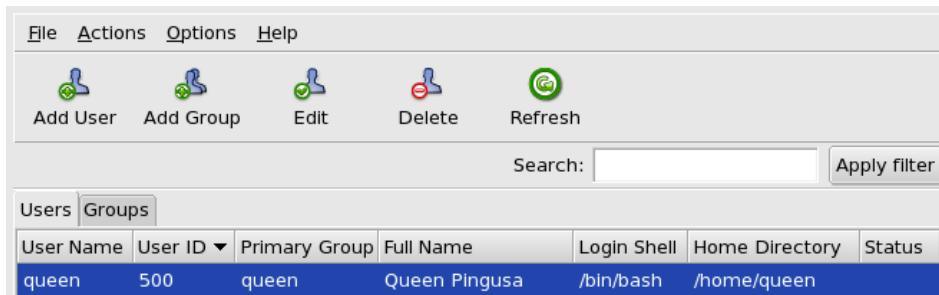 File Actions Options Help
Add User Add Group Edit Delete Refresh
Search: Apply filter
Users Groups
User Name User ID Primary Group Full Name Login Shell Home Directory Status
queen 500 queen Queen Pingusa /bin/bash /home/queen